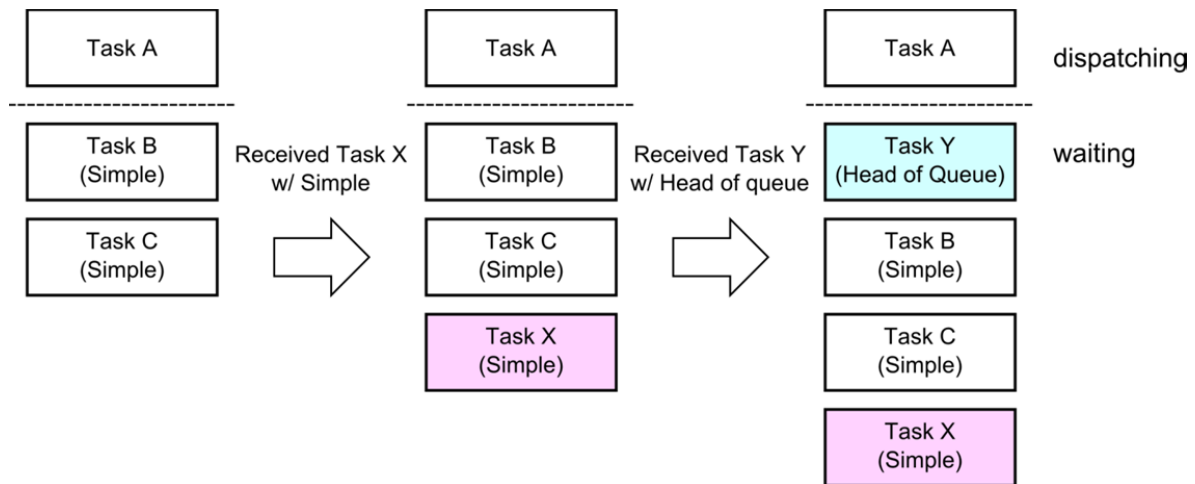 Task A
Task B
(Simple)
Task C
(Simple)
Received Task X
w/ Simple
Task A
Task B
(Simple)
Task C
(Simple)
Task X
(Simple)
Received Task Y
w/ Head of queue
Task A
Task Y
(Head of Queue)
Task B
(Simple)
Task C
(Simple)
Task X
(Simple)
dispatching
waiting